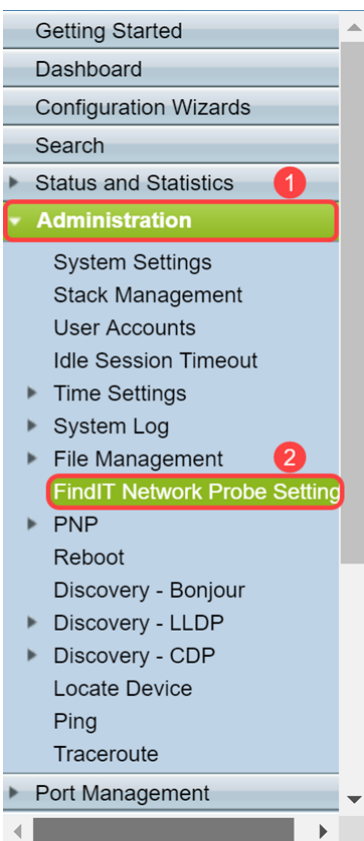 Getting Started
Dashboard
Configuration Wizards
Search
Status and Statistics 1
Administration
System Settings
Stack Management
User Accounts
Idle Session Timeout
Time Settings
System Log
File Management 2
FindIT Network Probe Setting
PNP
Reboot
Discovery - Bonjour
Discovery - LLDP
Discovery - CDP
Locate Device
Ping
Traceroute
Port Management